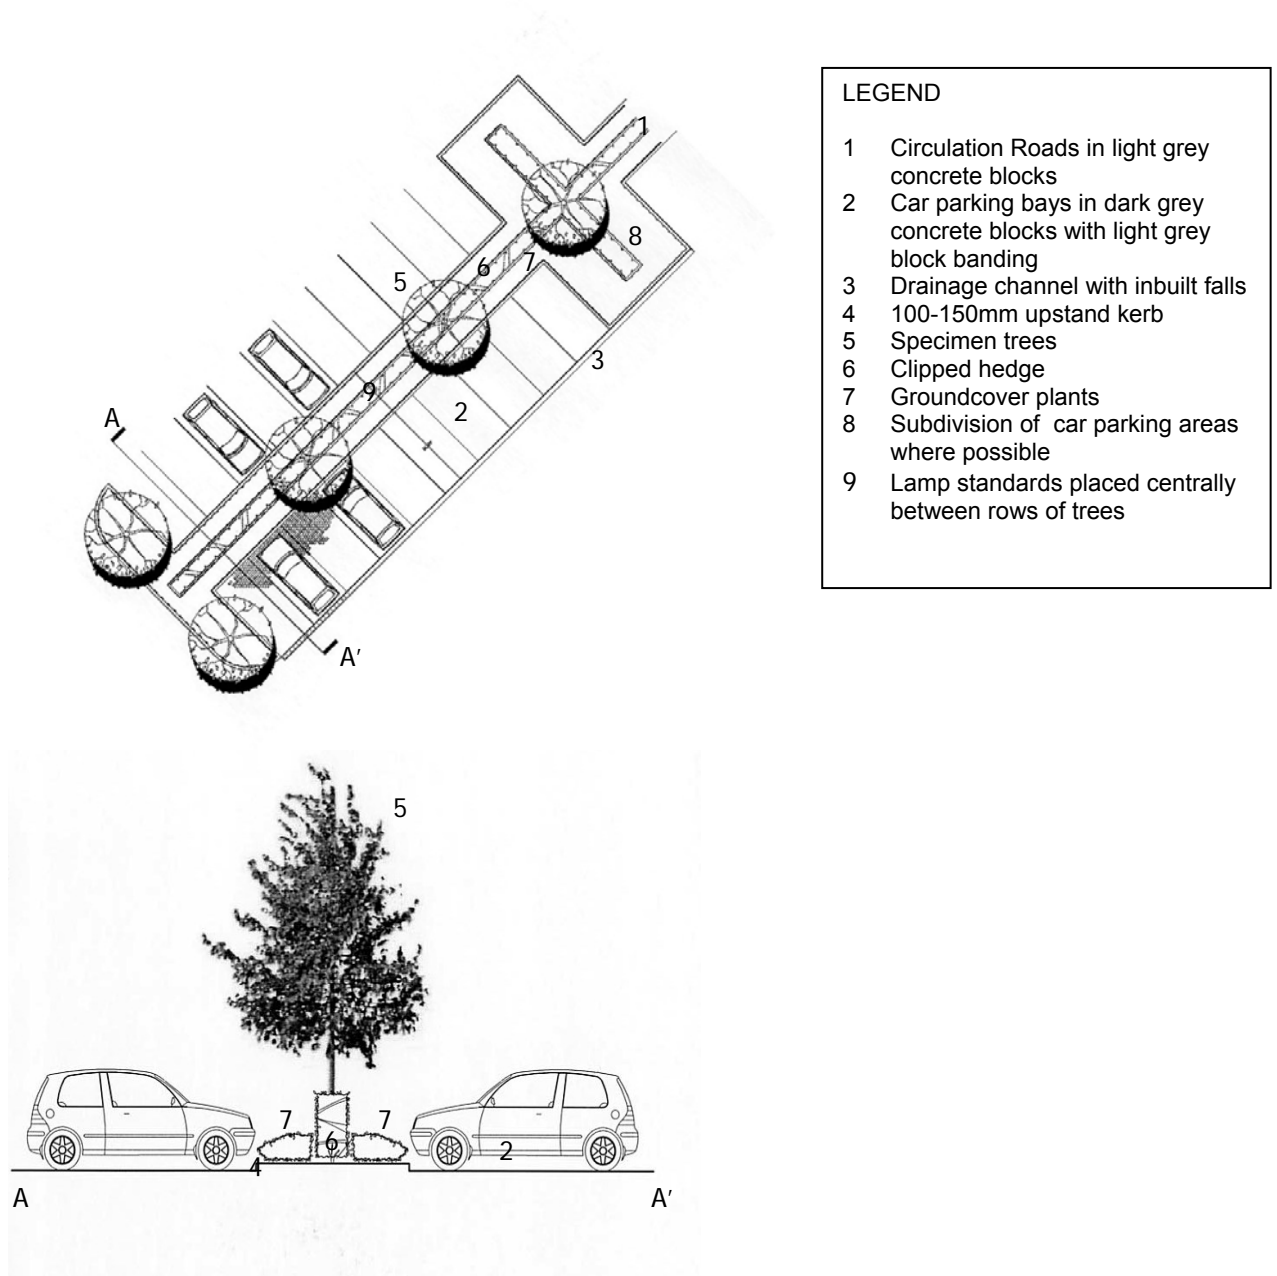 LEGEND
1 Circulation Roads in light grey
concrete blocks
2 Car parking bays in dark grey
concrete blocks with light grey
block banding
3 Drainage channel with inbuilt falls
4 100-150mm upstand kerb
5 Specimen trees
6 Clipped hedge
7 Groundcover plants
8 Subdivision of car parking areas
where possible
9 Lamp standards placed centrally
between rows of trees
1
8
7
6
5
3
9
2
A
A'
5
7
7
6
2
4
A
A'